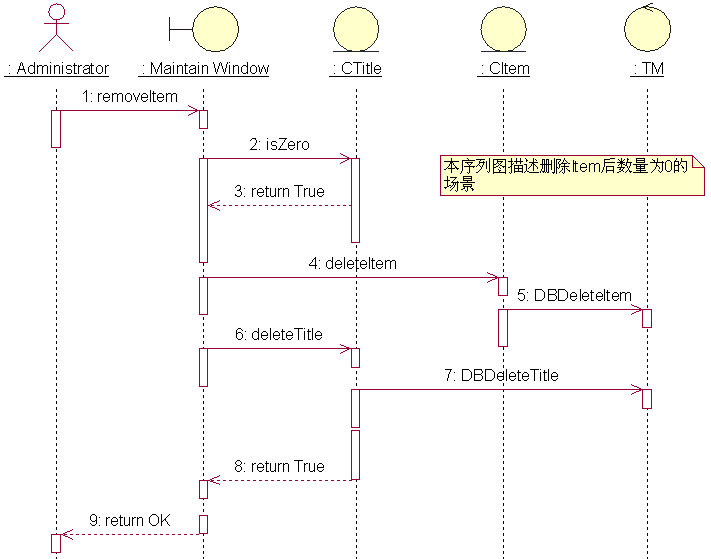 : Administrator
: Maintain Window
: CTitle
: CItem
: TM
1: removeItem
2: isZero
本序列图描述删除Item后数量为0的
场景
3: return True
4: deleteItem
5: DBDeleteItem
6: deleteTitle
7: DBDeleteTitle
8: return True
9: return OK